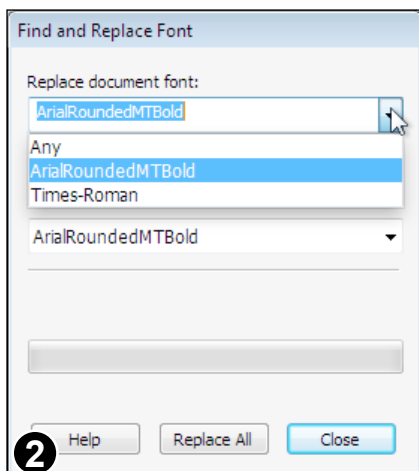 Find and Replace Font
Replace document font:
ArialRoundedMTBold
Any
ArialRoundedMTBold
Times-Roman
ArialRoundedMTBold
2 Help Replace All Close